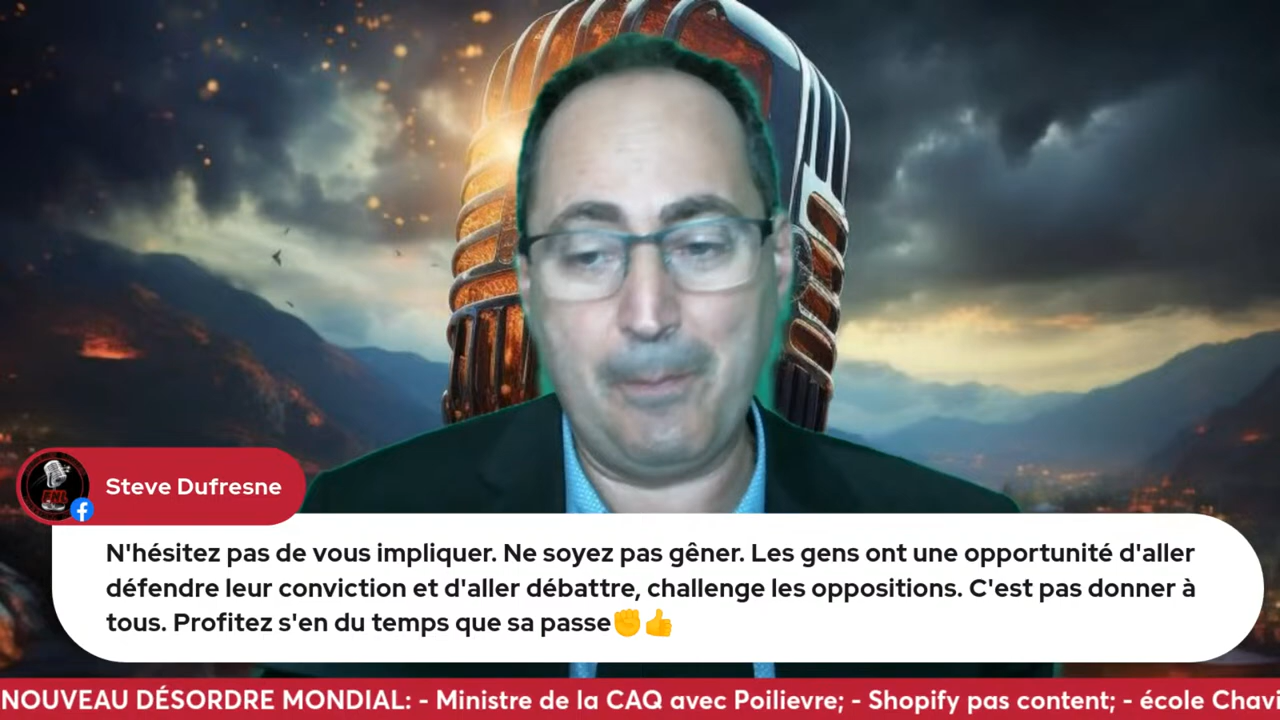 Steve Dufresne
N'hésitez pas de vous impliquer. Ne soyez pas gêner. Les gens ont une opportunité d'aller
défendre leur conviction et d'aller débattre, challenge les oppositions. C'est pas donner à
tous. Profitez s'en du temps que sa passe✊👍
NOUVEAU DÉSORDRE MONDIAL: - Ministre de la CAQ avec Poilievre; - Shopify pas content; - école Chavi